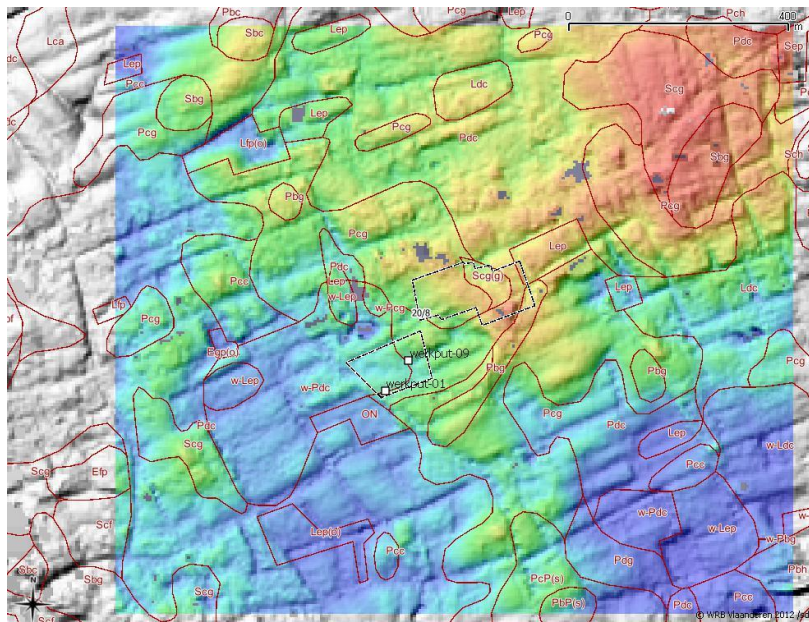 Pbc
Pcg
Lep
Pch
0
400
m
Lca
Sbc
Lep
Pcg
Pdc
Sep
Lep
Pcc
Sbg
Ldc
Scg
Pcg
Lep
Pcg
Pdc
Sbg
Sch
Lfp(o)
Pbg
Pcg
Pcg
Lep
Pdc
Scg(g)
Pcc
Lep
w-Lep
Lep
Ldc
Lfp
Pcg
w-Pcg
20/8
Bgp(o)
werkput-09
Pcg
w-Lep
w-Pdc
werkput-01
Pbg
Pbg
ON
Pcg
Pdc
Pdc
Scg
Lep
w-Ldc
Scg
Efp
Pcc
Scf
w-Pdc
w-Lep
w-
w-Pbg
Lep(o)
Pcc
Pdg
Sbc
N
Sbg
Scg
PcP(s)
Pbh
Pcc
PbP(s)
Pdc
Scf
© WRB Vlaanderen 2012